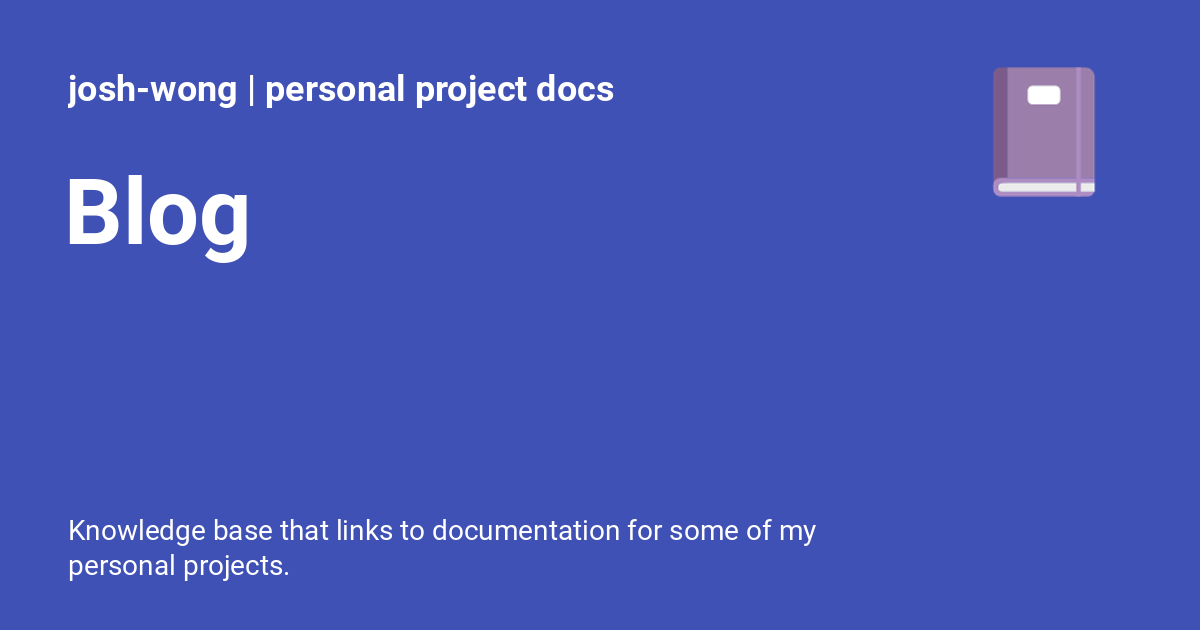 josh-wong | personal project docs
Blog
Knowledge base that links to documentation for some of my
personal projects.